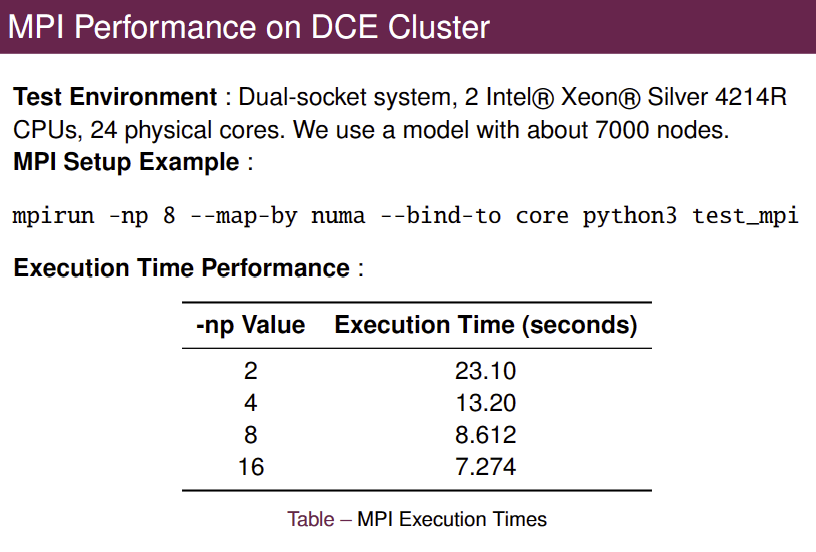 MPI Performance on DCE Cluster
Test Environment : Dual-socket system, 2 Intel® Xeon® Silver 4214R
CPUs, 24 physical cores. We use a model with about 7000 nodes.
MPI Setup Example :
mpirun -np 8 --map-by numa --bind-to core python3 test_mpi
Execution Time Performance :
-np Value Execution Time (seconds)
2 23.10
4 13.20
8 8.612
16 7.274
Table – MPI Execution Times